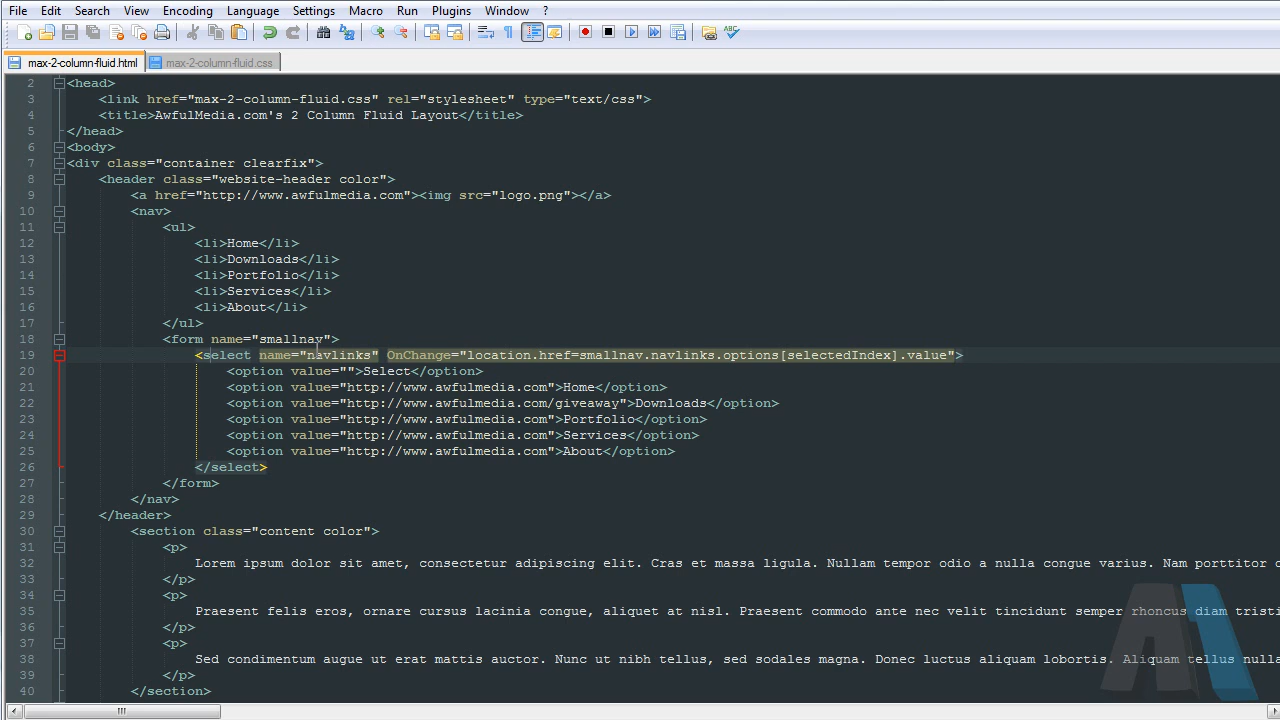 File Edit Search View Encoding Language Settings Macro Run Plugins Window ?
max-2-column-fluid.html max-2-column-fluid.css
2 <head>
3 <link href="max-2-column-fluid.css" rel="stylesheet" type="text/css">
4 <title>AwfulMedia.com's 2 Column Fluid Layout</title>
5 </head>
6 <body>
7 <div class="container clearfix">
8 <header class="website-header color">
9 <a href="http://www.awfulmedia.com"><img src="logo.png"></a>
10 <nav>
11 <ul>
12 <li>Home</li>
13 <li>Downloads</li>
14 <li>Portfolio</li>
15 <li>Services</li>
16 <li>About</li>
17 </ul>
18 <form name="smallnav">
19 <select name="navlinks" OnChange="location.href=smallnav.navlinks.options[selectedIndex].value">
20 <option value="">Select</option>
21 <option value="http://www.awfulmedia.com">Home</option>
22 <option value="http://www.awfulmedia.com/giveaway">Downloads</option>
23 <option value="http://www.awfulmedia.com">Portfolio</option>
24 <option value="http://www.awfulmedia.com">Services</option>
25 <option value="http://www.awfulmedia.com">About</option>
26 </select>
27 </form>
28 </nav>
29 </header>
30 <section class="content color">
31 <p>
32 Lorem ipsum dolor sit amet, consectetur adipiscing elit. Cras et massa ligula. Nullam tempor odio a nulla congue varius. Nam porttitor
33 </p>
34 <p>
35 Praesent felis eros, ornare cursus lacinia congue, aliquet at nisl. Praesent commodo ante nec velit tincidunt semper rhoncus diam tristi
36 </p>
37 <p>
38 Sed condimentum augue ut erat mattis auctor. Nunc ut nibh tellus, sed sodales magna. Donec luctus aliquam lobortis. Aliquam tellus nulla
39 </p>
40 </section>